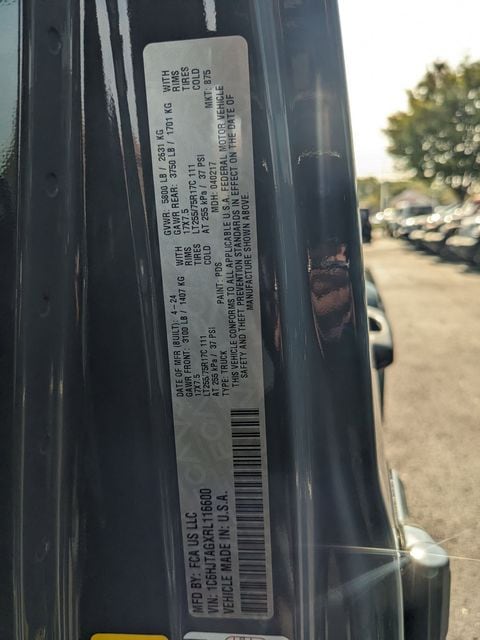 MFD BY: FCA US LLC
DATE OF MFR (BUILT): 4-24 GVWR: 5800 LB / 2631 KG
GAWR FRONT: 3100 LB / 1407 KG WITH GAWR REAR: 3750 LB / 1701 KG WITH
17X7.5 RIMS 17X7.5 RIMS
LT255/75R17C 111 TIRES LT255/75R17C 111 TIRES
AT 255 kPa / 37 PSI COLD AT 255 kPa / 37 PSI COLD
TYPE: TRUCK PAINT: PDS MDH: 040217 MKT: B75
THIS VEHICLE CONFORMS TO ALL APPLICABLE U.S.A. FEDERAL MOTOR VEHICLE
SAFETY AND THEFT PREVENTION STANDARDS IN EFFECT ON THE DATE OF
MANUFACTURE SHOWN ABOVE.
VIN: 1C6HJTAGXRL116600
VEHICLE MADE IN: U.S.A.